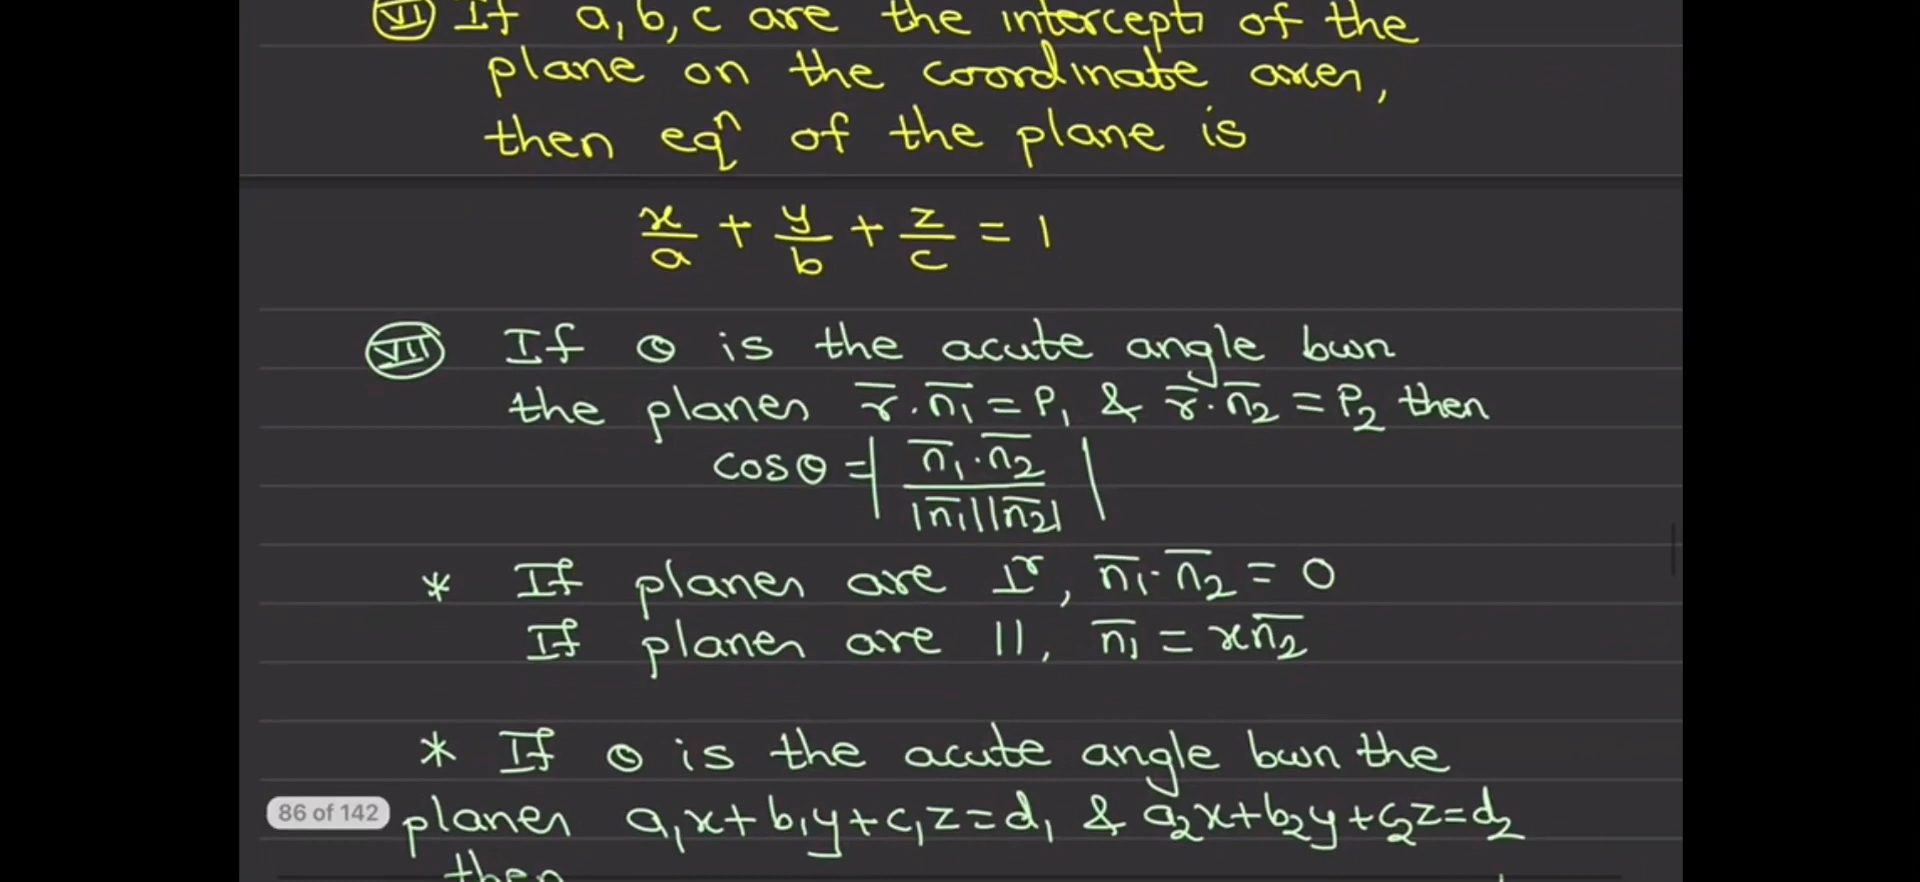 (VI) If a, b, c are the intercepts of the
plane on the coordinate axes,
then eqⁿ of the plane is
x/a + y/b + z/c = 1
(VII) If θ is the acute angle bwn
the planes r̅.n̅₁ = P₁ & r̅.n̅₂ = P₂ then
cosθ = | n̅₁.n̅₂ / |n̅₁||n̅₂| |
* If planes are ⊥ʳ, n̅₁.n̅₂ = 0
If planes are ||, n̅₁ = xn̅₂
* If θ is the acute angle bwn the
planes a₁x+b₁y+c₁z=d₁ & a₂x+b₂y+c₂z=d₂
then
86 of 142